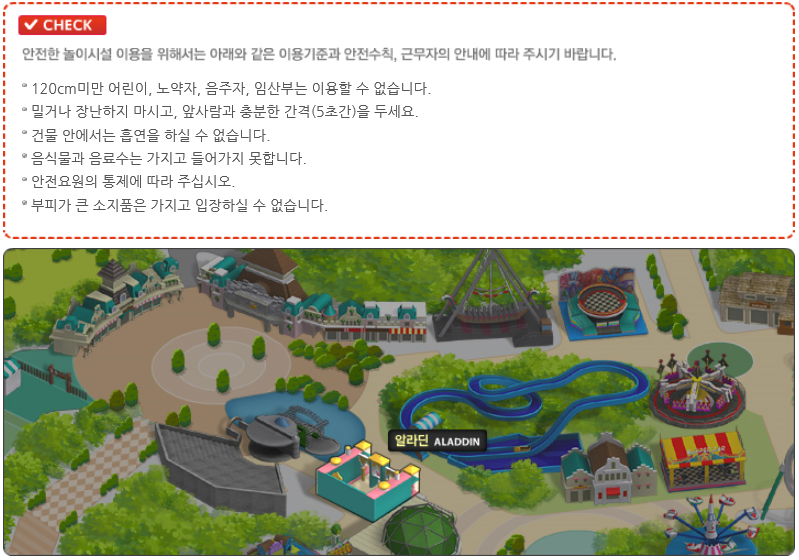 CHECK
안전한 놀이시설 이용을 위해서는 아래와 같은 이용기준과 안전수칙, 근무자의 안내에 따라 주시기 바랍니다.
120cm미만 어린이, 노약자, 음주자, 임산부는 이용할 수 없습니다.
밀거나 장난하지 마시고, 앞사람과 충분한 간격(5초간)을 두세요.
건물 안에서는 흡연을 하실 수 없습니다.
음식물과 음료수는 가지고 들어가지 못합니다.
안전요원의 통제에 따라 주십시오.
부피가 큰 소지품은 가지고 입장하실 수 없습니다.
알라딘 ALADDIN